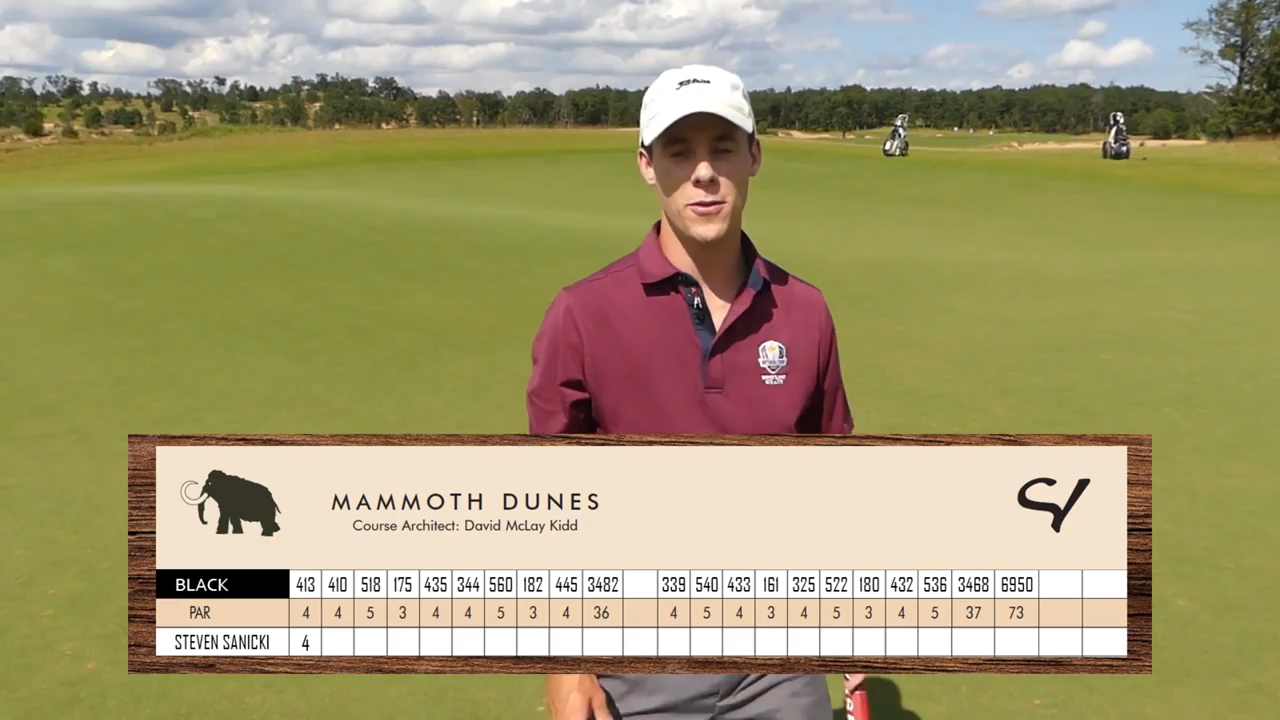 Titleist
MAMMOTH DUNES
Course Architect: David McLay Kidd
SV
BLACK 413 410 518 175 435 344 560 182 445 3482 339 540 433 161 325 522 180 432 536 3468 6950
PAR 4 4 5 3 4 4 5 3 4 36 4 5 4 3 4 5 3 4 5 37 73
STEVEN SANICKI 4